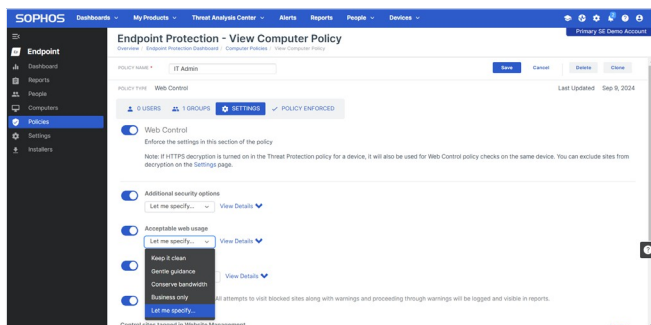 SOPHOS
Dashboards
My Products
Threat Analysis Center
Alerts
Reports
People
Devices
Primary SE Demo Account
Endpoint
Dashboard
Reports
People
Computers
Policies
Settings
Installers
Endpoint Protection - View Computer Policy
Overview / Endpoint Protection Dashboard / Computer Policies / View Computer Policy
POLICY NAME * IT Admin
Save Cancel Delete Clone
POLICY TYPE Web Control
Last Updated Sep 9, 2024
0 USERS 1 GROUPS SETTINGS POLICY ENFORCED
Web Control
Enforce the settings in this section of the policy
Note: If HTTPS decryption is turned on in the Threat Protection policy for a device, it will also be used for Web Control policy checks on the same device. You can exclude sites from
decryption on the Settings page.
Additional security options
Let me specify... View Details
Acceptable web usage
Let me specify... View Details
Keep it clean
Gentle guidance
Conserve bandwidth
Business only
Let me specify...
View Details
All attempts to visit blocked sites along with warnings and proceeding through warnings will be logged and visible in reports.
Control sites tagged in Website Management